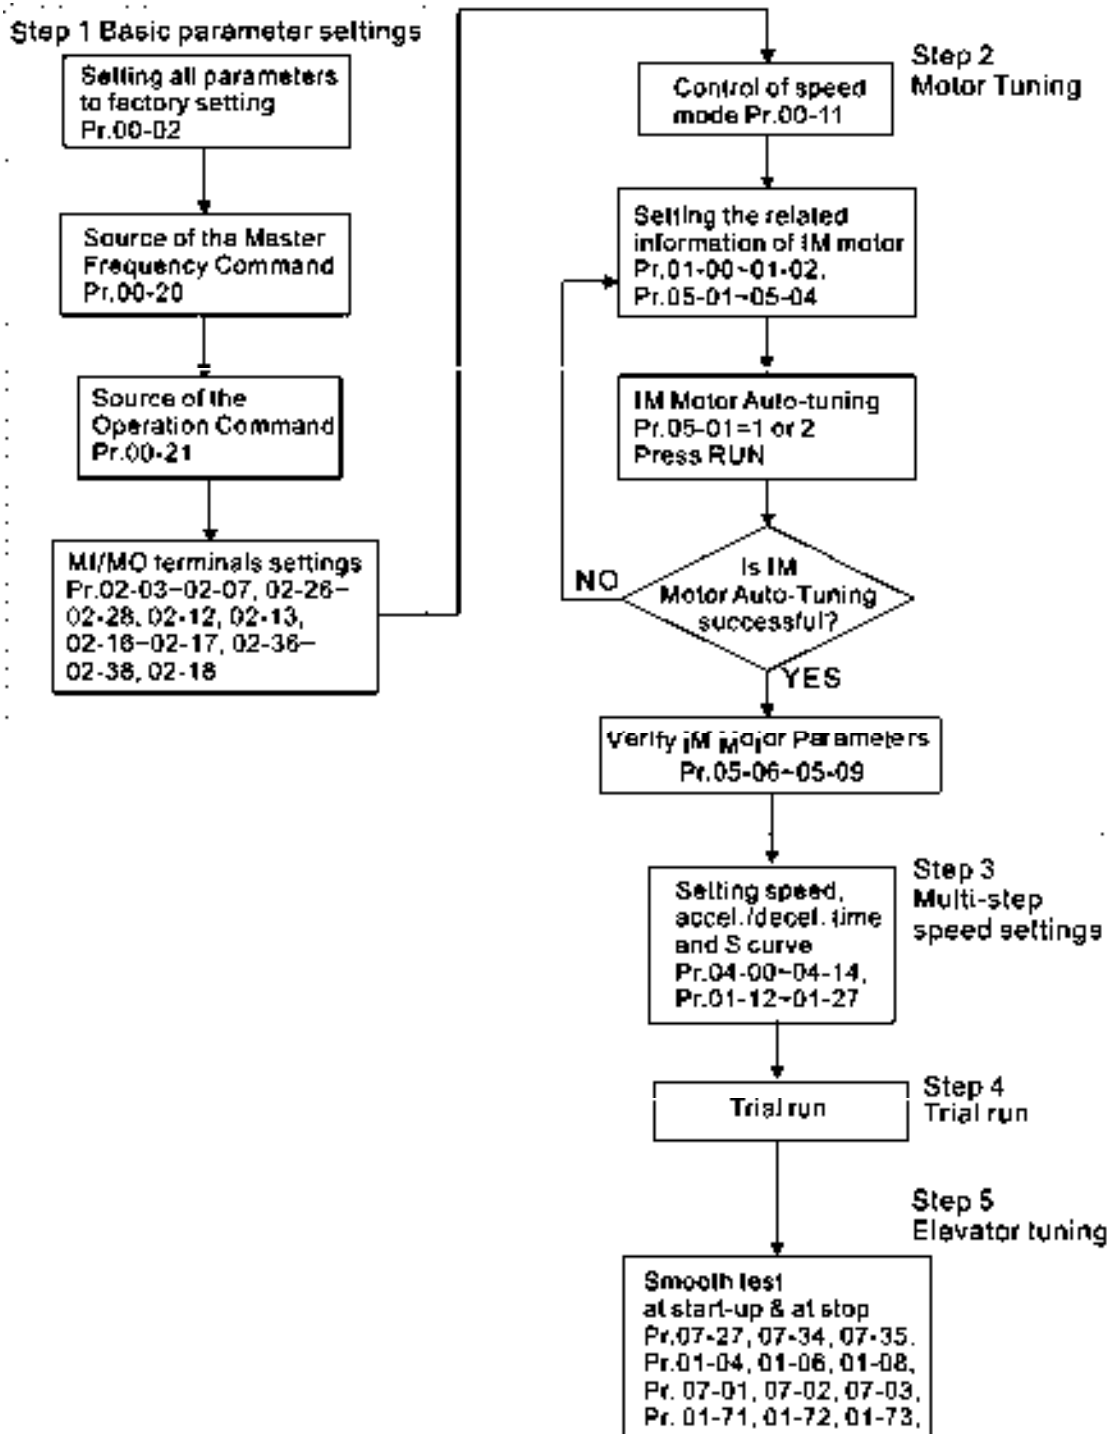 Step 1 Basic parameter settings
Setting all parameters
to factory setting
Pr.00-02
Source of the Master
Frequency Command
Pr.00-20
Source of the
Operation Command
Pr.00-21
MI/MO terminals settings
Pr.02-03~02-07, 02-26~
02-28, 02-12, 02-13,
02-16~02-17, 02-36~
02-38, 02-18
Step 2
Motor Tuning
Control of speed
mode Pr.00-11
Setting the related
information of IM motor
Pr.01-00~01-02,
Pr.05-01~05-04
IM Motor Auto-tuning
Pr.05-01=1 or 2
Press RUN
Is IM
Motor Auto-Tuning
successful?
NO
YES
Verify IM Motor Parameters
Pr.05-06~05-09
Step 3
Multi-step
speed settings
Setting speed,
accel./decel. time
and S curve
Pr.04-00~04-14,
Pr.01-12~01-27
Step 4
Trial run
Trial run
Step 5
Elevator tuning
Smooth test
at start-up & at stop
Pr.07-27, 07-34, 07-35.
Pr.01-04, 01-06, 01-08,
Pr. 07-01, 07-02, 07-03,
Pr. 01-71, 01-72, 01-73,